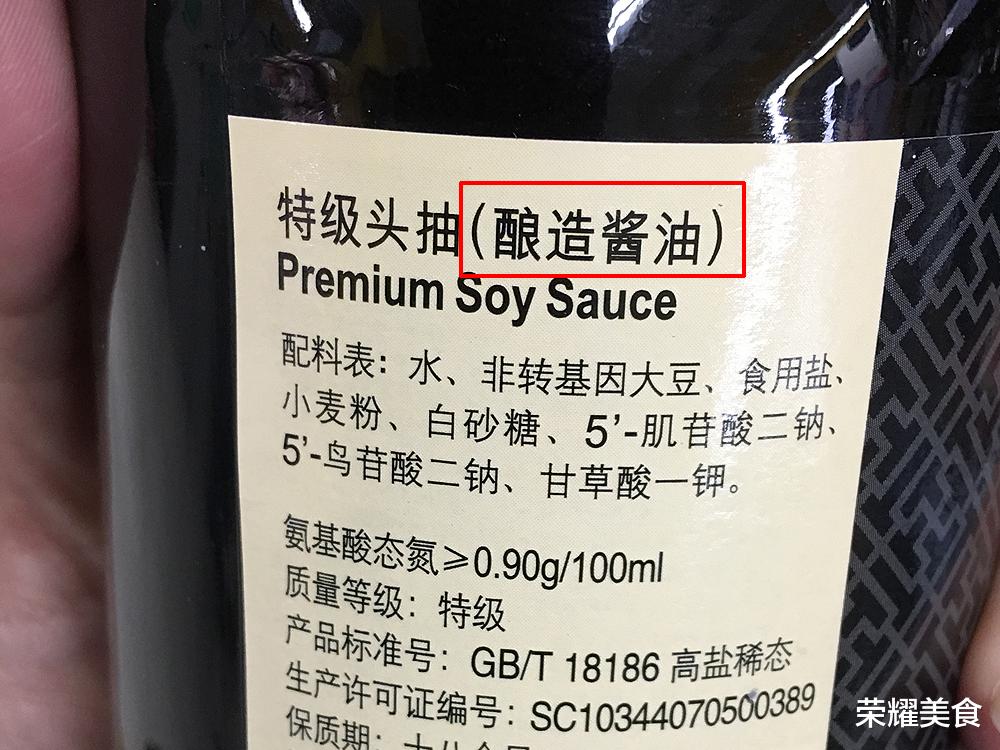 特级头抽(酿造酱油)
Premium Soy Sauce
配料表：水、非转基因大豆、食用盐、
小麦粉、白砂糖、5’-肌苷酸二钠、
5’-鸟苷酸二钠、甘草酸一钾。
氨基酸态氮≥0.90g/100ml
质量等级：特级
产品标准号：GB/T 18186 高盐稀态
生产许可证编号：SC10344070500389
保质期：
荣耀美食